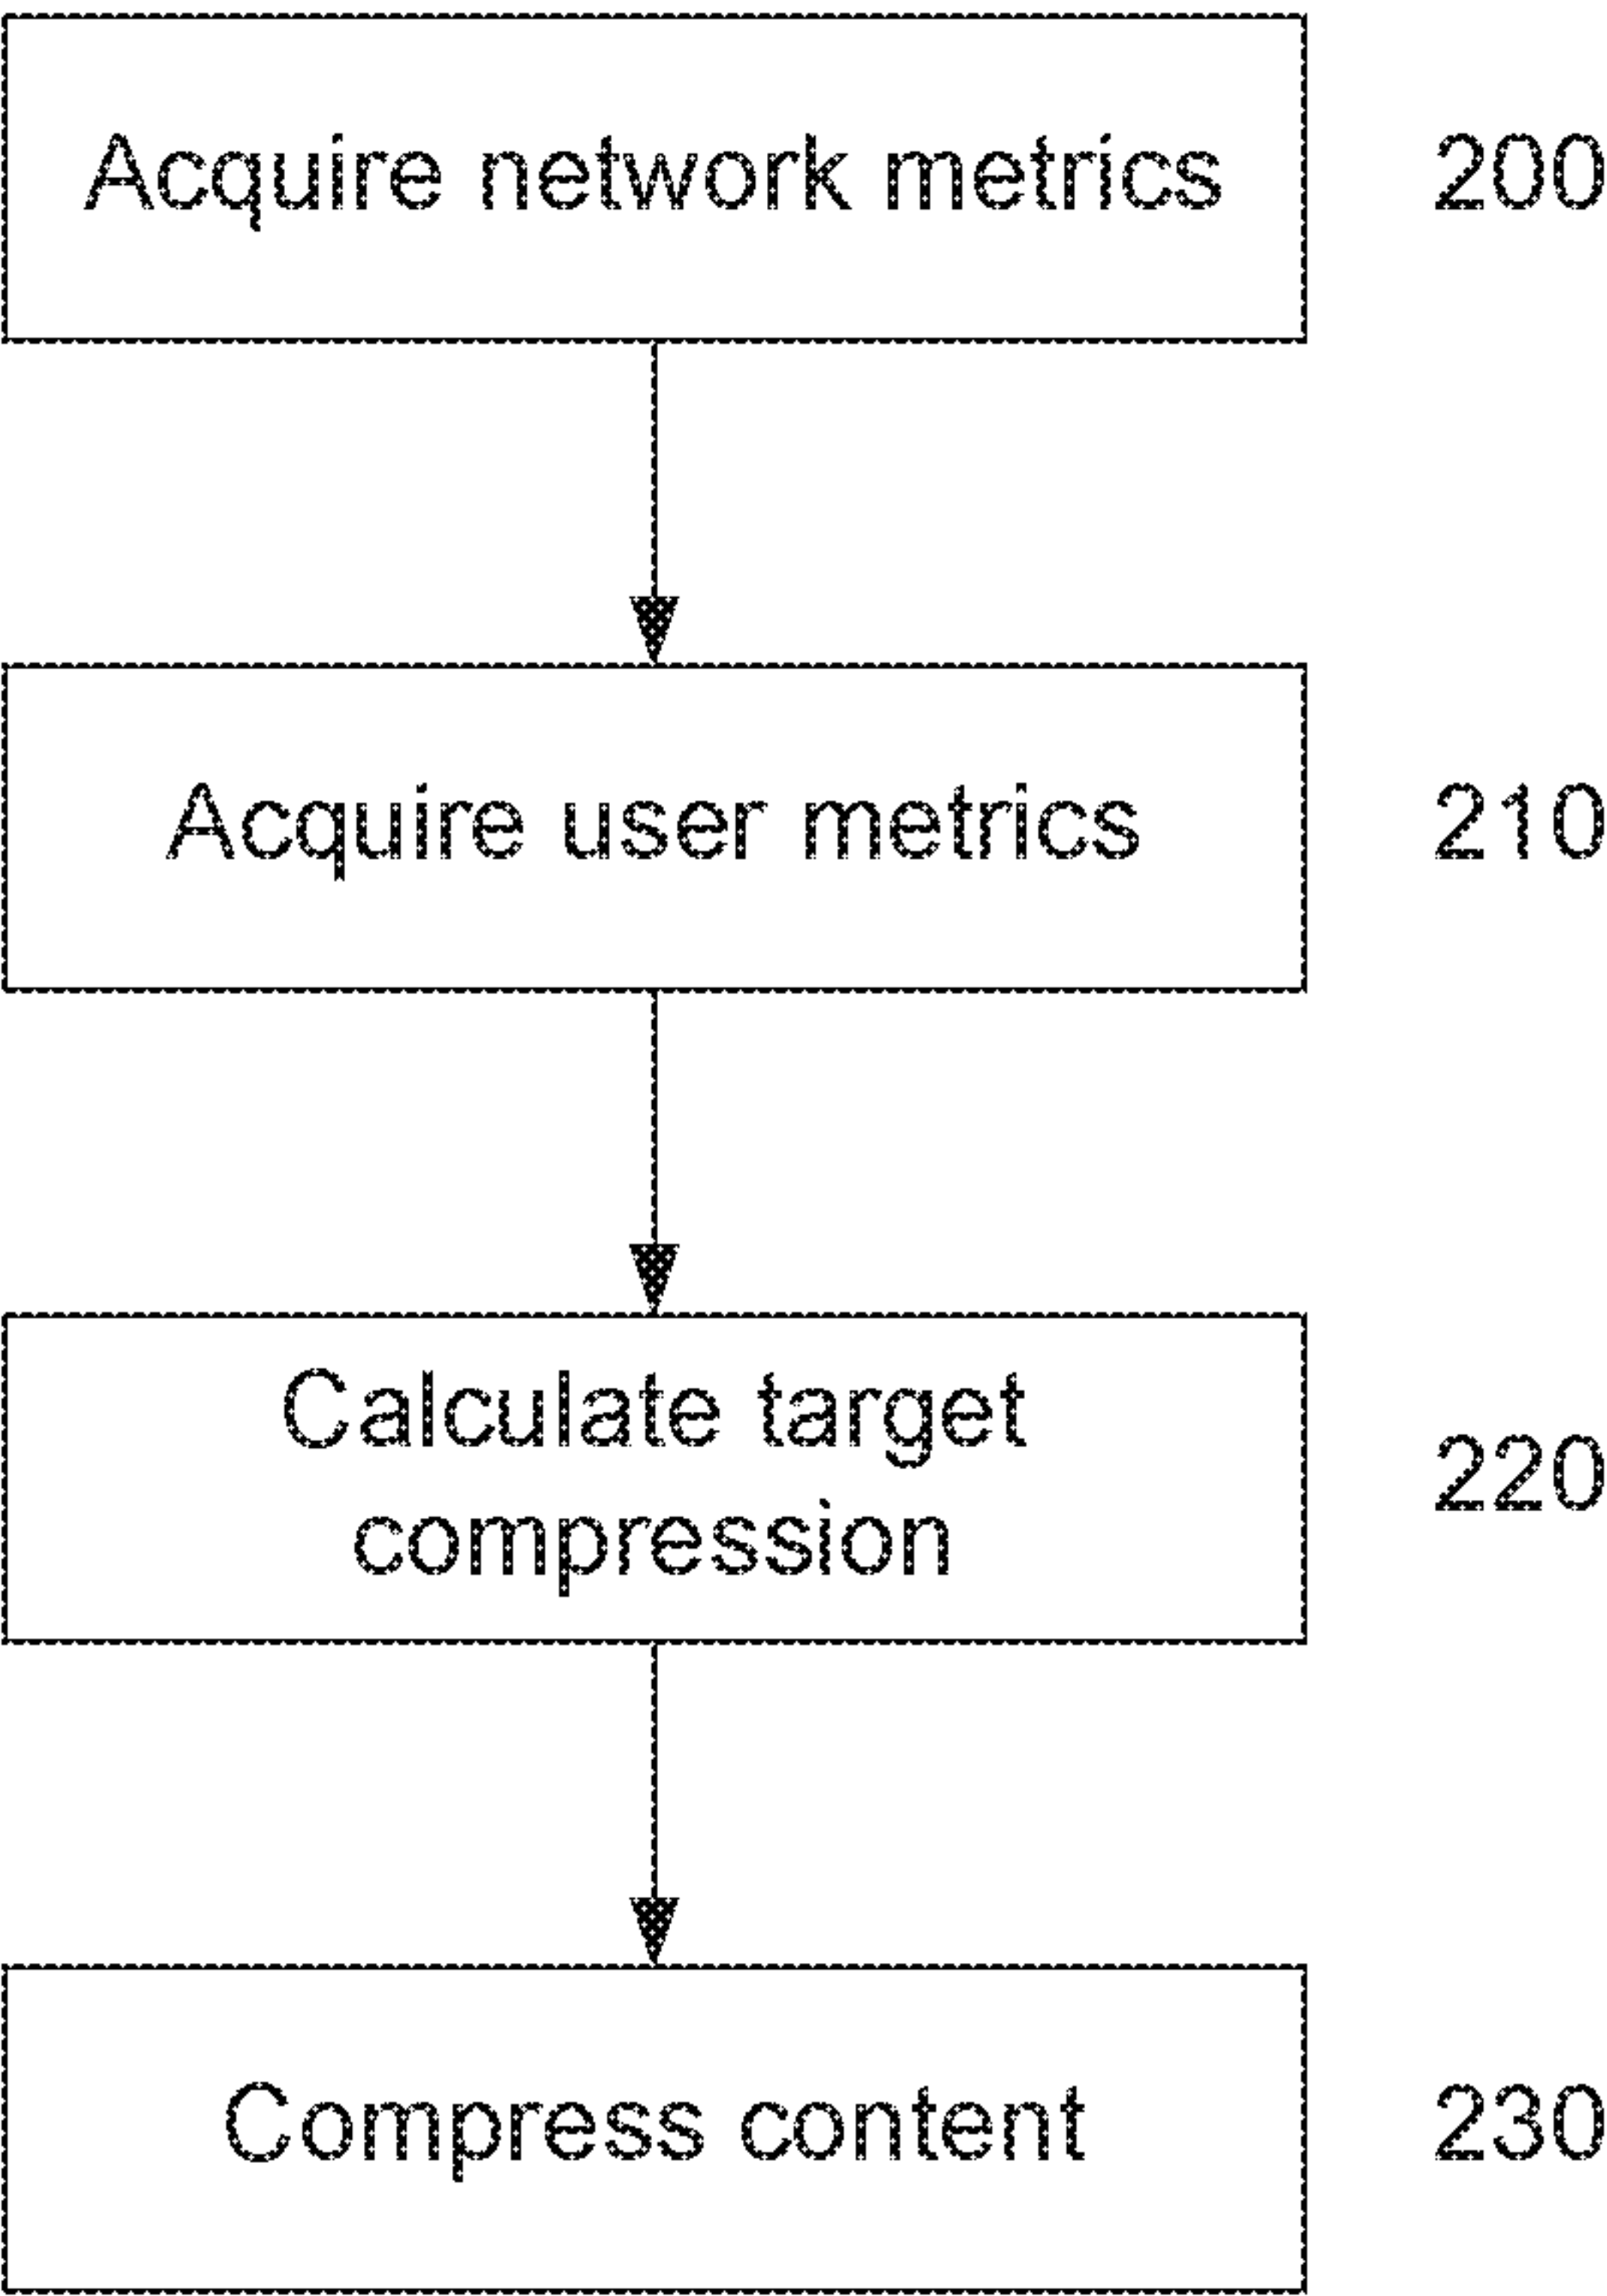 Acquire network metrics 200
Acquire user metrics 210
Calculate target
compression
220
Compress content 230